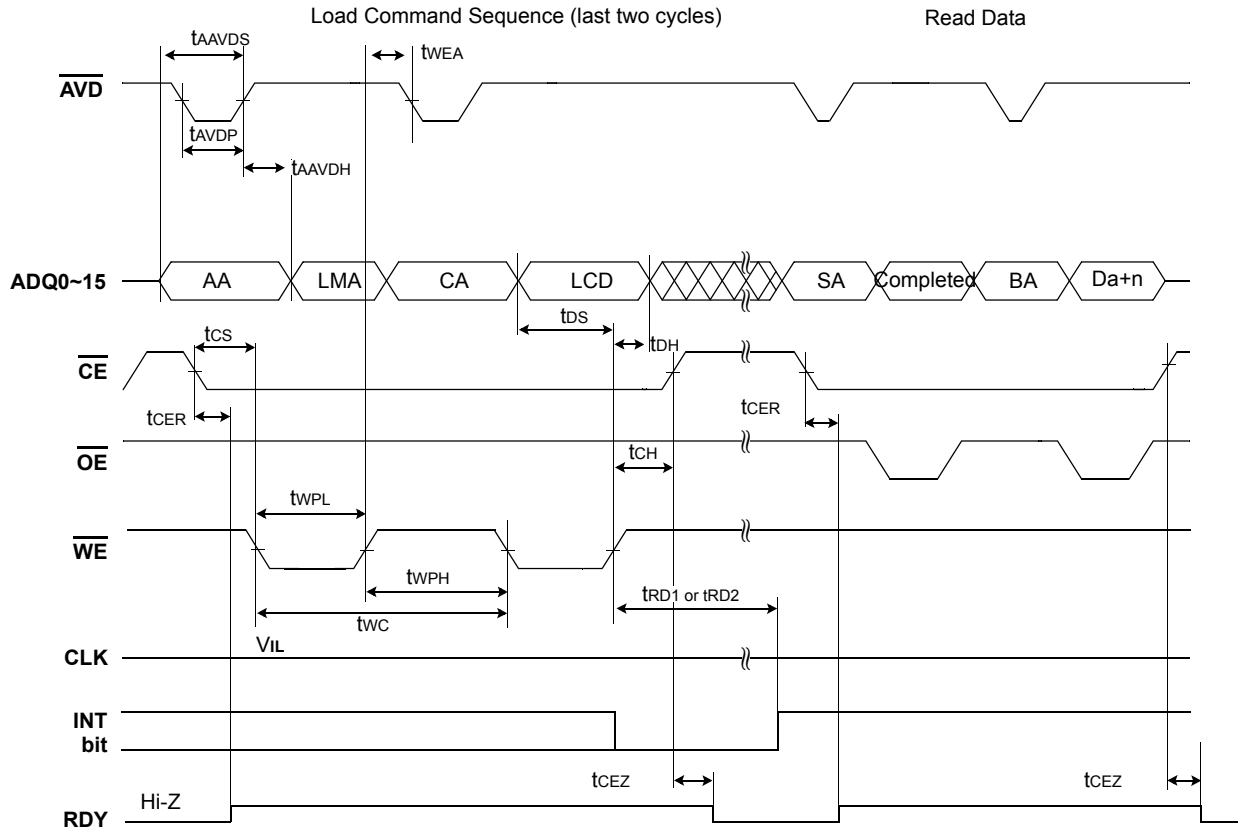 Load Command Sequence (last two cycles)
Read Data
tAAVDS
tWEA
AVD
tAVDP
tAAVDH
ADQ0~15
AA
LMA
CA
LCD
SA
Completed
BA
Da+n
tDS
tDH
tCS
CE
tCER
tCER
OE
tCH
tWPL
WE
tWPH
tRD1 or tRD2
tWC
VIL
CLK
INT
bit
tCEZ
tCEZ
Hi-Z
RDY